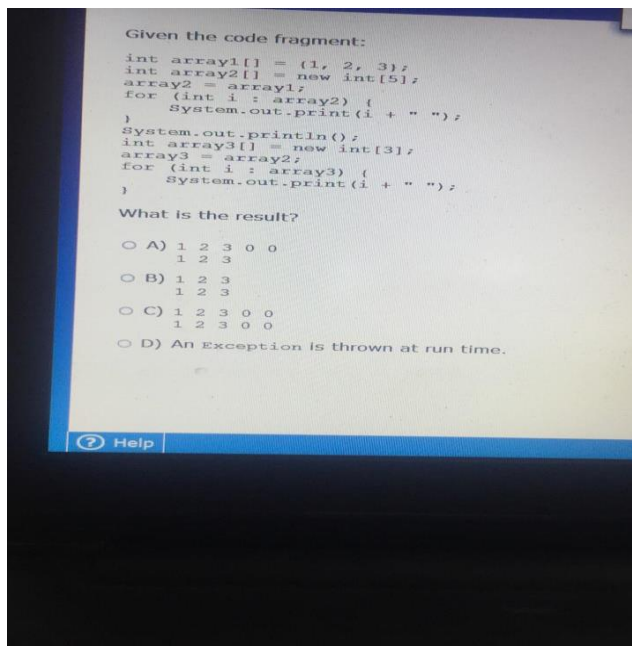 Given the code fragment:
int array1[] = {1, 2, 3};
int array2[] = new int[5];
array2 = array1;
for (int i : array2) {
System.out.print(i + " ");
}
System.out.println();
int array3[] = new int[3];
array3 = array2;
for (int i : array3) {
System.out.print(i + " ");
}
What is the result?
A) 1 2 3 0 0
1 2 3
B) 1 2 3
1 2 3
C) 1 2 3 0 0
1 2 3 0 0
D) An Exception is thrown at run time.
? Help